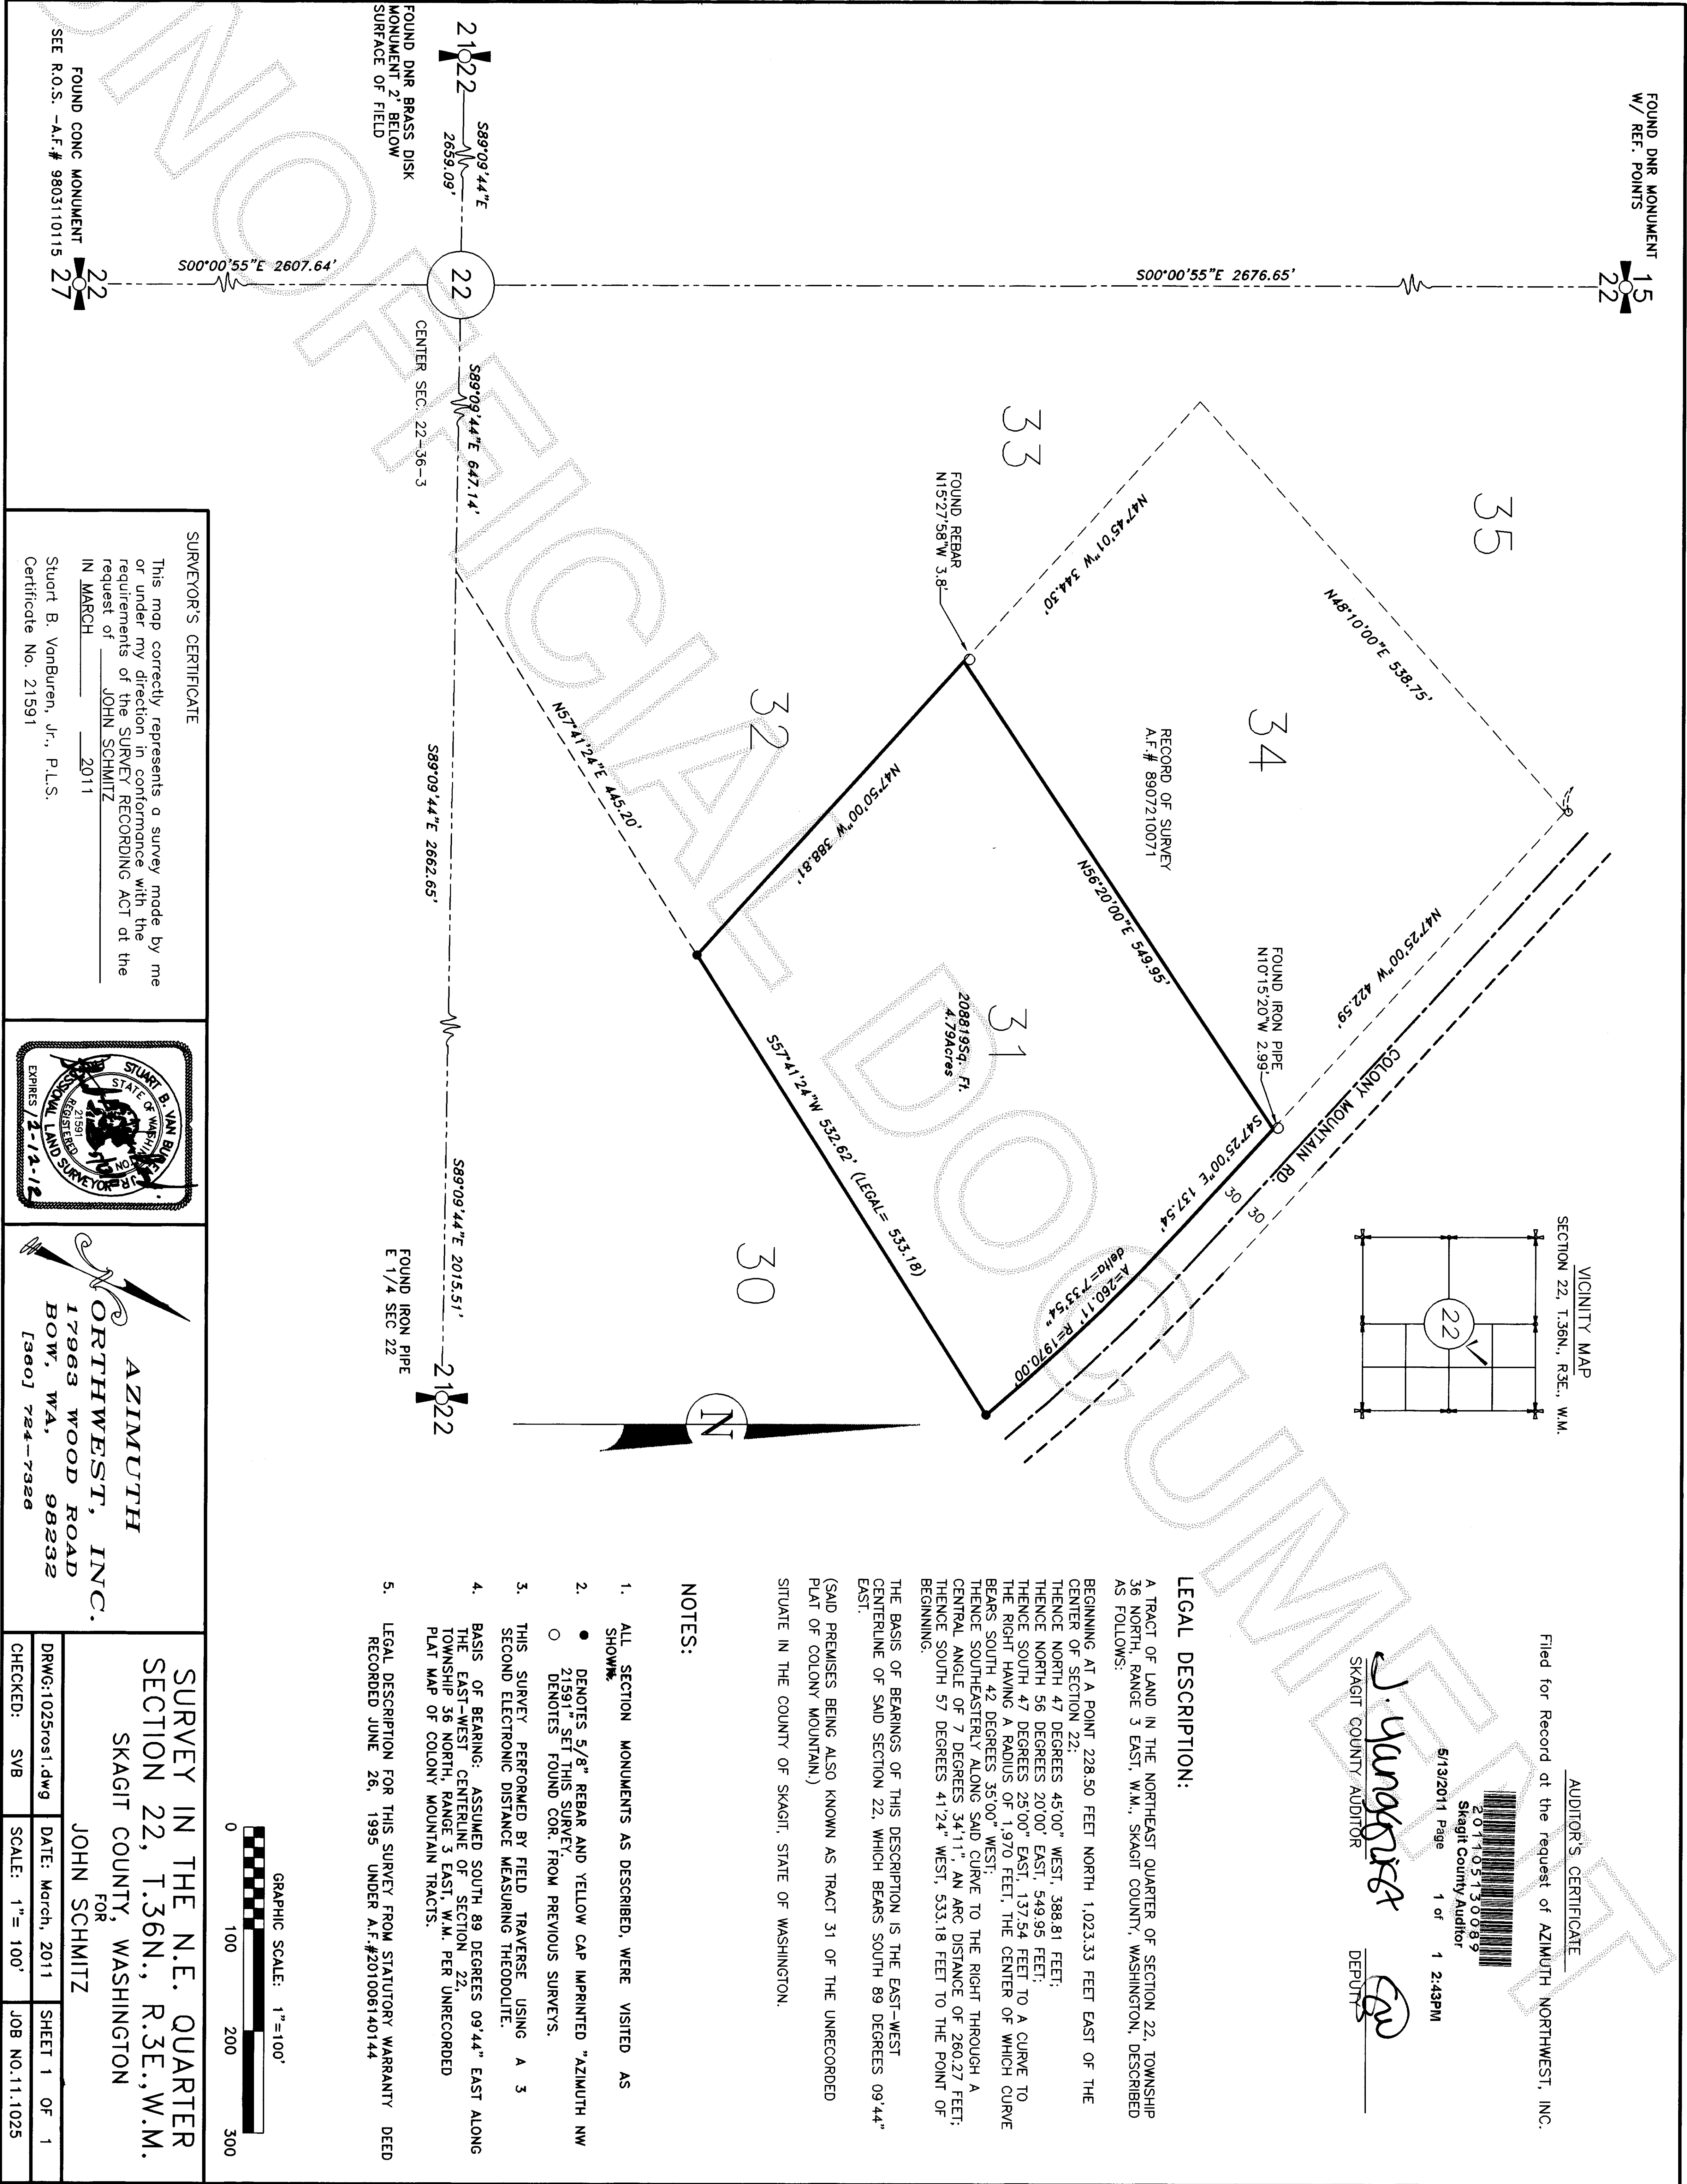 FOUND DNR MONUMENT
W/ REF. POINTS
15
22
S00°00'55"E 2676.65'
35
N48°10'00"E 538.75'
N47°45'01"W 344.30'
33
34
RECORD OF SURVEY
A.F.# 8907210071
N47°25'00"W 422.59'
COLONY MOUNTAIN RD.
30
30
FOUND REBAR
N15°27'58"W 3.8'
FOUND IRON PIPE
N10°15'20"W 2.99'
N56°20'00"E 549.95'
S47°25'00"E 137.54'
A=260.11' R=1970.00'
delta=7°33'54"
31
208819Sq. Ft.
4.79Acres
N47°50'00"W 388.81'
32
S57°41'24"W 532.62' (LEGAL= 533.18)
30
N57°41'24"E 445.20'
N
21 22
S89°09'44"E
2659.09'
FOUND DNR BRASS DISK
MONUMENT 2' BELOW
SURFACE OF FIELD
22
S89°09'44"E 647.14'
CENTER SEC. 22-36-3
S89°09'44"E 2662.65'
S89°09'44"E 2015.51'
21 22
FOUND IRON PIPE
E 1/4 SEC 22
S00°00'55"E 2607.64'
22
27
FOUND CONC MONUMENT
SEE R.O.S. -A.F.# 9803110115
VICINITY MAP
SECTION 22, T.36N., R3E., W.M.
22
AUDITOR'S CERTIFICATE
Filed for Record at the request of AZIMUTH NORTHWEST, INC.
201105130089
Skagit County Auditor
5/13/2011 Page 1 of 1 2:43PM
SKAGIT COUNTY AUDITOR
DEPUTY
LEGAL DESCRIPTION:
A TRACT OF LAND IN THE NORTHEAST QUARTER OF SECTION 22, TOWNSHIP
36 NORTH, RANGE 3 EAST, W.M., SKAGIT COUNTY, WASHINGTON, DESCRIBED
AS FOLLOWS:
BEGINNING AT A POINT 228.50 FEET NORTH 1,023.33 FEET EAST OF THE
CENTER OF SECTION 22;
THENCE NORTH 47 DEGREES 45'00" WEST, 388.81 FEET;
THENCE NORTH 56 DEGREES 20'00" EAST, 549.95 FEET;
THENCE SOUTH 47 DEGREES 25'00" EAST, 137.54 FEET TO A CURVE TO
THE RIGHT HAVING A RADIUS OF 1,970 FEET, THE CENTER OF WHICH CURVE
BEARS SOUTH 42 DEGREES 35'00" WEST;
THENCE SOUTHEASTERLY ALONG SAID CURVE TO THE RIGHT THROUGH A
CENTRAL ANGLE OF 7 DEGREES 34'11", AN ARC DISTANCE OF 260.27 FEET;
THENCE SOUTH 57 DEGREES 41'24" WEST, 533.18 FEET TO THE POINT OF
BEGINNING.
THE BASIS OF BEARINGS OF THIS DESCRIPTION IS THE EAST-WEST
CENTERLINE OF SAID SECTION 22, WHICH BEARS SOUTH 89 DEGREES 09'44"
EAST.
(SAID PREMISES BEING ALSO KNOWN AS TRACT 31 OF THE UNRECORDED
PLAT OF COLONY MOUNTAIN.)
SITUATE IN THE COUNTY OF SKAGIT, STATE OF WASHINGTON.
NOTES:
1. ALL SECTION MONUMENTS AS DESCRIBED, WERE VISITED AS
SHOWN.
2. ● DENOTES 5/8" REBAR AND YELLOW CAP IMPRINTED "AZIMUTH NW
21591" SET THIS SURVEY.
○ DENOTES FOUND COR. FROM PREVIOUS SURVEYS.
3. THIS SURVEY PERFORMED BY FIELD TRAVERSE USING A 3
SECOND ELECTRONIC DISTANCE MEASURING THEODOLITE.
4. BASIS OF BEARING: ASSUMED SOUTH 89 DEGREES 09'44" EAST ALONG
THE EAST-WEST CENTERLINE OF SECTION 22,
TOWNSHIP 36 NORTH, RANGE 3 EAST, W.M. PER UNRECORDED
PLAT MAP OF COLONY MOUNTAIN TRACTS.
5. LEGAL DESCRIPTION FOR THIS SURVEY FROM STATUTORY WARRANTY DEED
RECORDED JUNE 26, 1995 UNDER A.F.#201006140144
GRAPHIC SCALE: 1"=100'
0 100 200 300
SURVEYOR'S CERTIFICATE
This map correctly represents a survey made by me
or under my direction in conformance with the
requirements of the SURVEY RECORDING ACT at the
request of JOHN SCHMITZ
IN MARCH 2011
Stuart B. VanBuren, Jr., P.L.S.
Certificate No. 21591
STUART B. VAN BUREN, JR.
STATE OF WASHINGTON
NO. 21591
REGISTERED
PROFESSIONAL LAND SURVEYOR
EXPIRES 12-12-12
AZIMUTH
NORTHWEST, INC.
17963 WOOD ROAD
BOW, WA, 98232
[360] 724-7326
SURVEY IN THE N.E. QUARTER
SECTION 22, T.36N., R.3E.,W.M.
SKAGIT COUNTY, WASHINGTON
FOR
JOHN SCHMITZ
DRWG:1025ros1.dwg DATE: March, 2011 SHEET 1 OF 1
CHECKED: SVB SCALE: 1"= 100' JOB NO.11.1025
UNOFFICIAL DOCUMENT